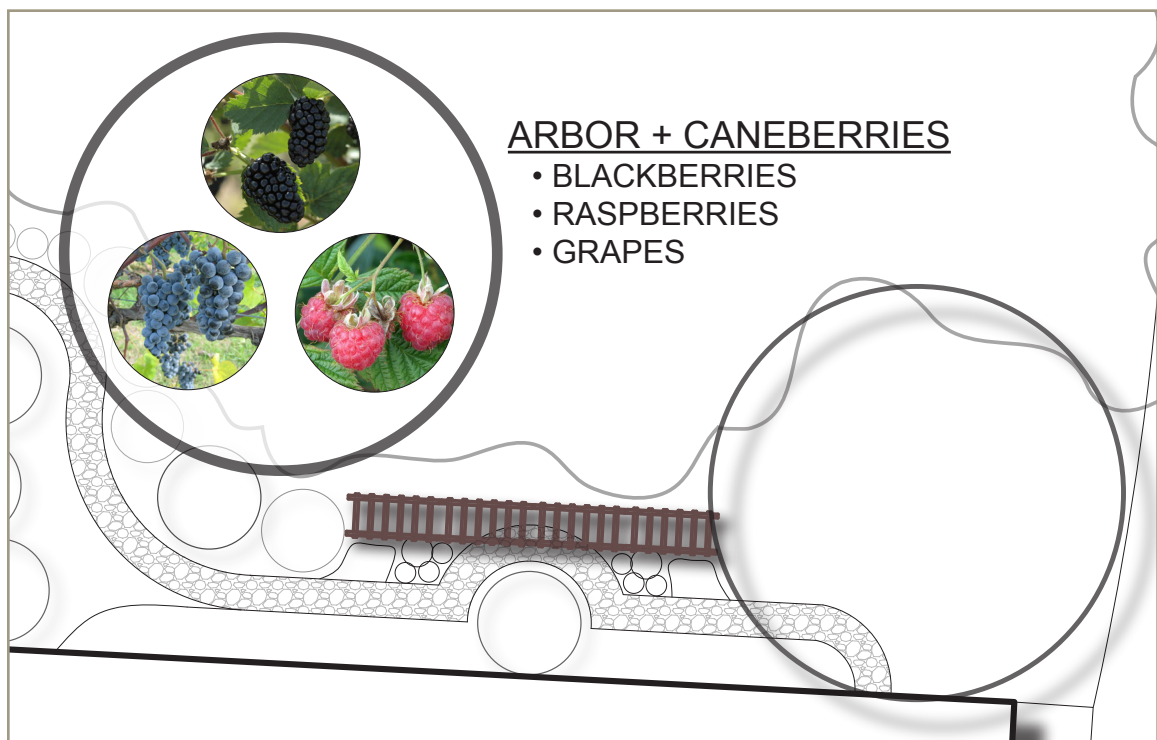 ARBOR + CANEBERRIES
• BLACKBERRIES
• RASPBERRIES
• GRAPES